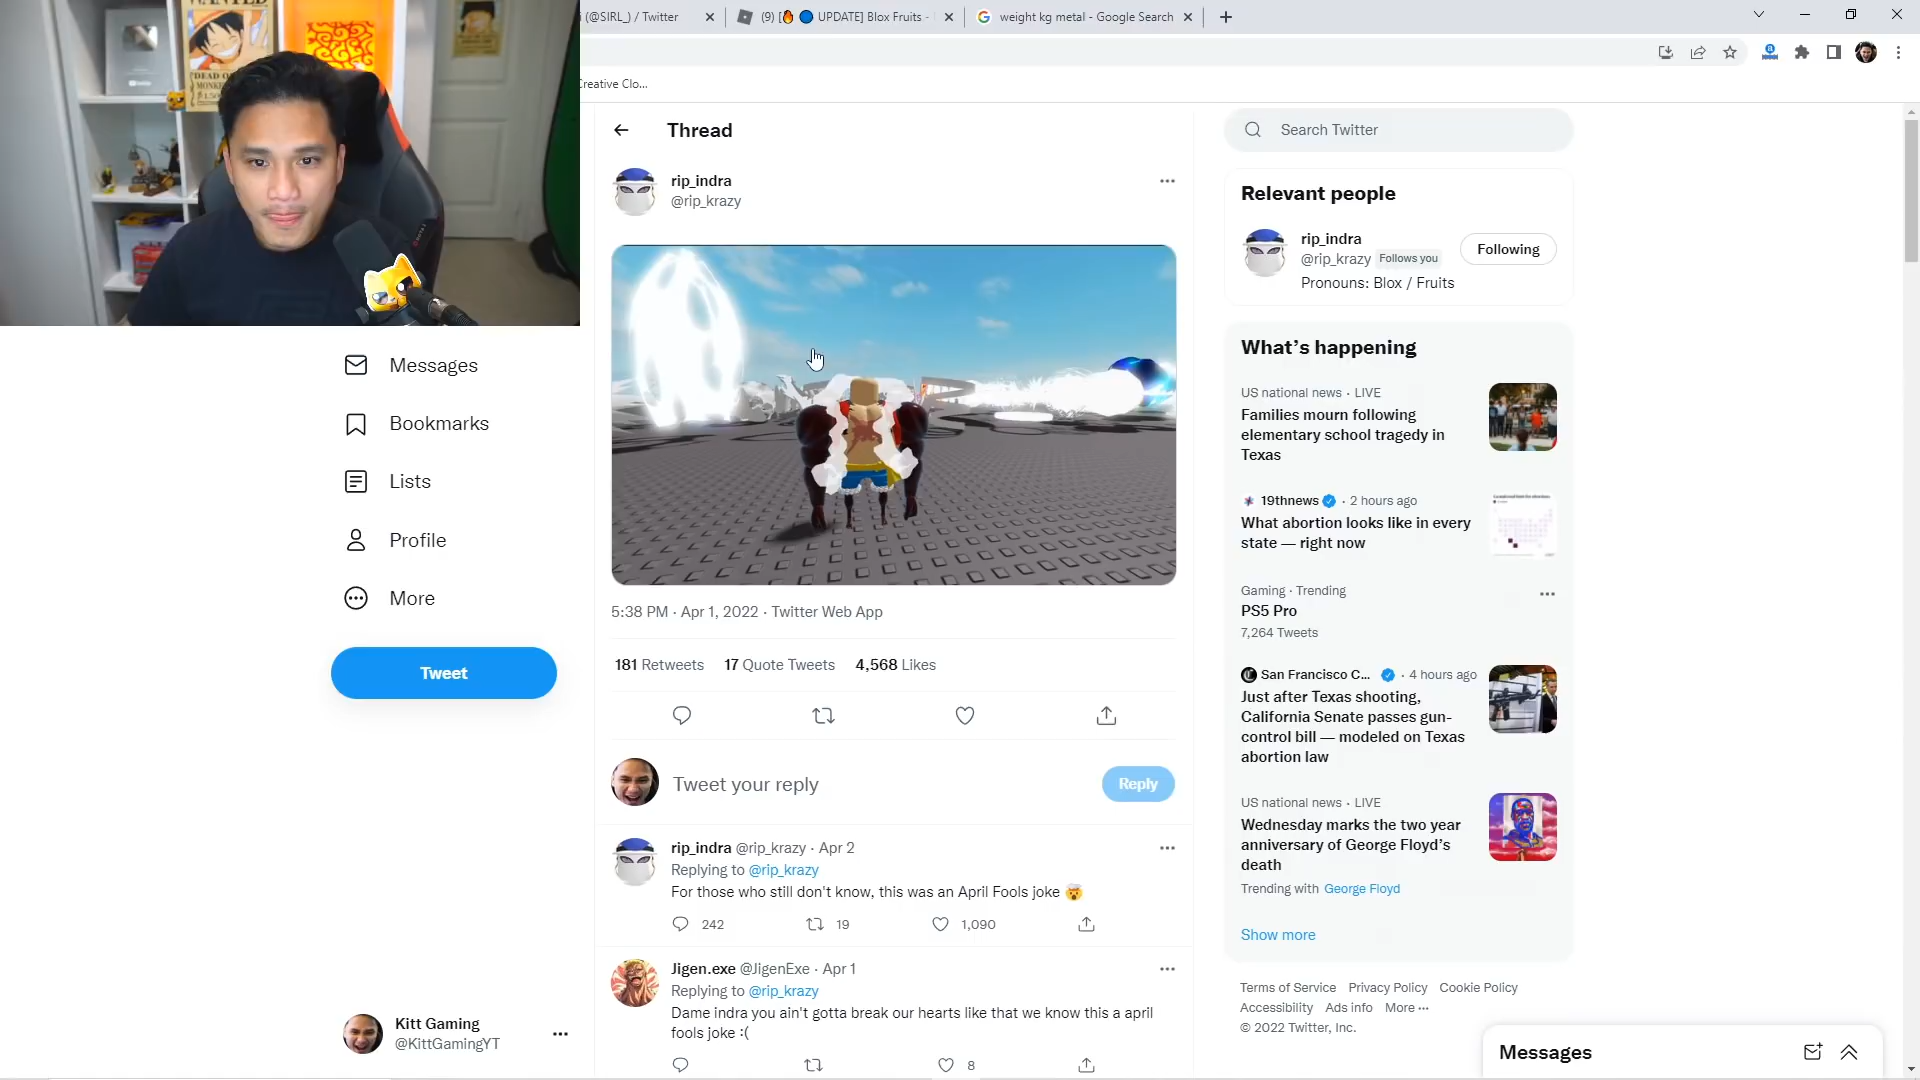 i (@SIRL_) / Twitter
(9) [🔥 🔵 UPDATE] Blox Fruits -
weight kg metal - Google Search
Creative Clo...
WANTED
DEAD OR
MONKE
Thread
rip_indra
@rip_krazy
5:38 PM · Apr 1, 2022 · Twitter Web App
181 Retweets 17 Quote Tweets 4,568 Likes
Tweet your reply
Reply
rip_indra @rip_krazy · Apr 2
Replying to @rip_krazy
For those who still don't know, this was an April Fools joke 🤯
242
19
1,090
Jigen.exe @JigenExe · Apr 1
Replying to @rip_krazy
Dame indra you ain't gotta break our hearts like that we know this a april
fools joke :(
8
Messages
Bookmarks
Lists
Profile
More
Tweet
Kitt Gaming
@KittGamingYT
Search Twitter
Relevant people
rip_indra
@rip_krazy Follows you
Following
Pronouns: Blox / Fruits
What's happening
US national news · LIVE
Families mourn following
elementary school tragedy in
Texas
19thnews · 2 hours ago
What abortion looks like in every
state — right now
Gaming · Trending
PS5 Pro
7,264 Tweets
San Francisco C... · 4 hours ago
Just after Texas shooting,
California Senate passes gun-
control bill — modeled on Texas
abortion law
US national news · LIVE
Wednesday marks the two year
anniversary of George Floyd's
death
Trending with George Floyd
Show more
Terms of Service Privacy Policy Cookie Policy
Accessibility Ads info More ···
© 2022 Twitter, Inc.
Messages